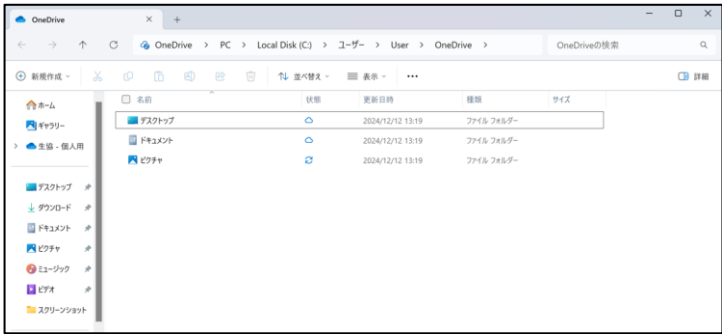 OneDrive
OneDrive > PC > Local Disk (C:) > ユーザー > User > OneDrive > OneDriveの検索
新規作成 並べ替え 表示 ... 詳細
名前 状態 更新日時 種類 サイズ
ホーム
ギャラリー
生協 - 個人用
デスクトップ
ダウンロード
ドキュメント
ピクチャ
ミュージック
ビデオ
スクリーンショット
デスクトップ 2024/12/12 13:19 ファイル フォルダー
ドキュメント 2024/12/12 13:19 ファイル フォルダー
ピクチャ 2024/12/12 13:19 ファイル フォルダー